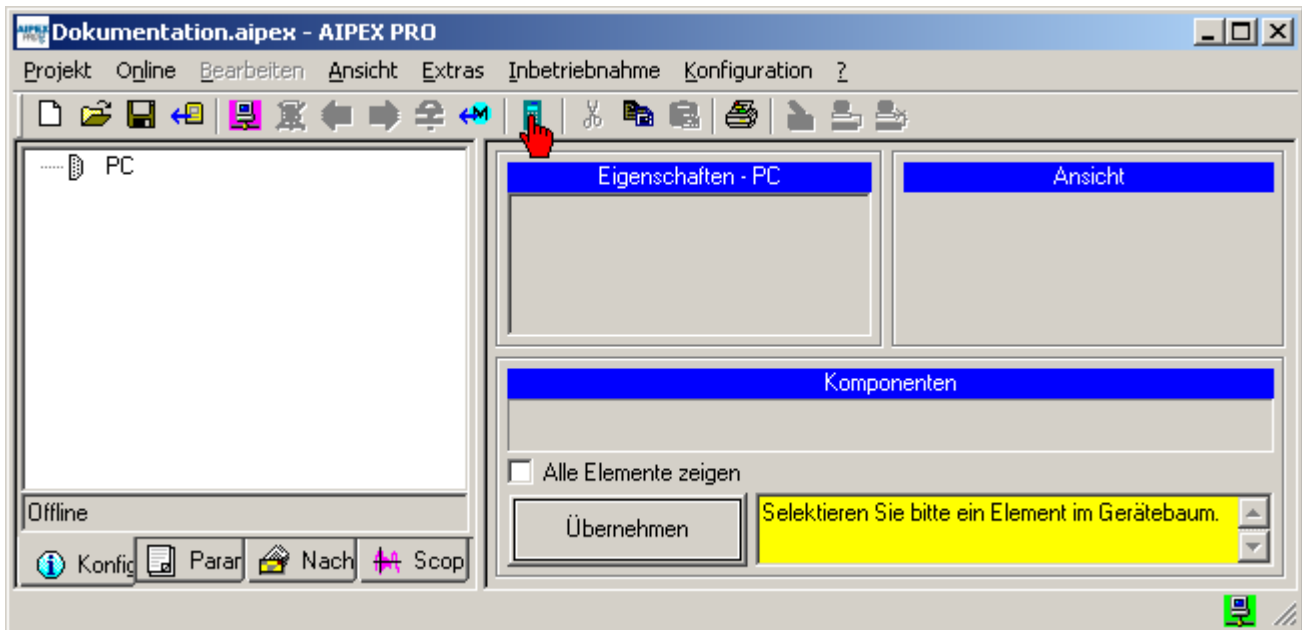 Dokumentation.aipex - AIPEX PRO
Projekt Online Bearbeiten Ansicht Extras Inbetriebnahme Konfiguration ?
PC
Eigenschaften - PC
Ansicht
Komponenten
Alle Elemente zeigen
Offline
Übernehmen
Selektieren Sie bitte ein Element im Gerätebaum.
Konfig Parar Nach Scop